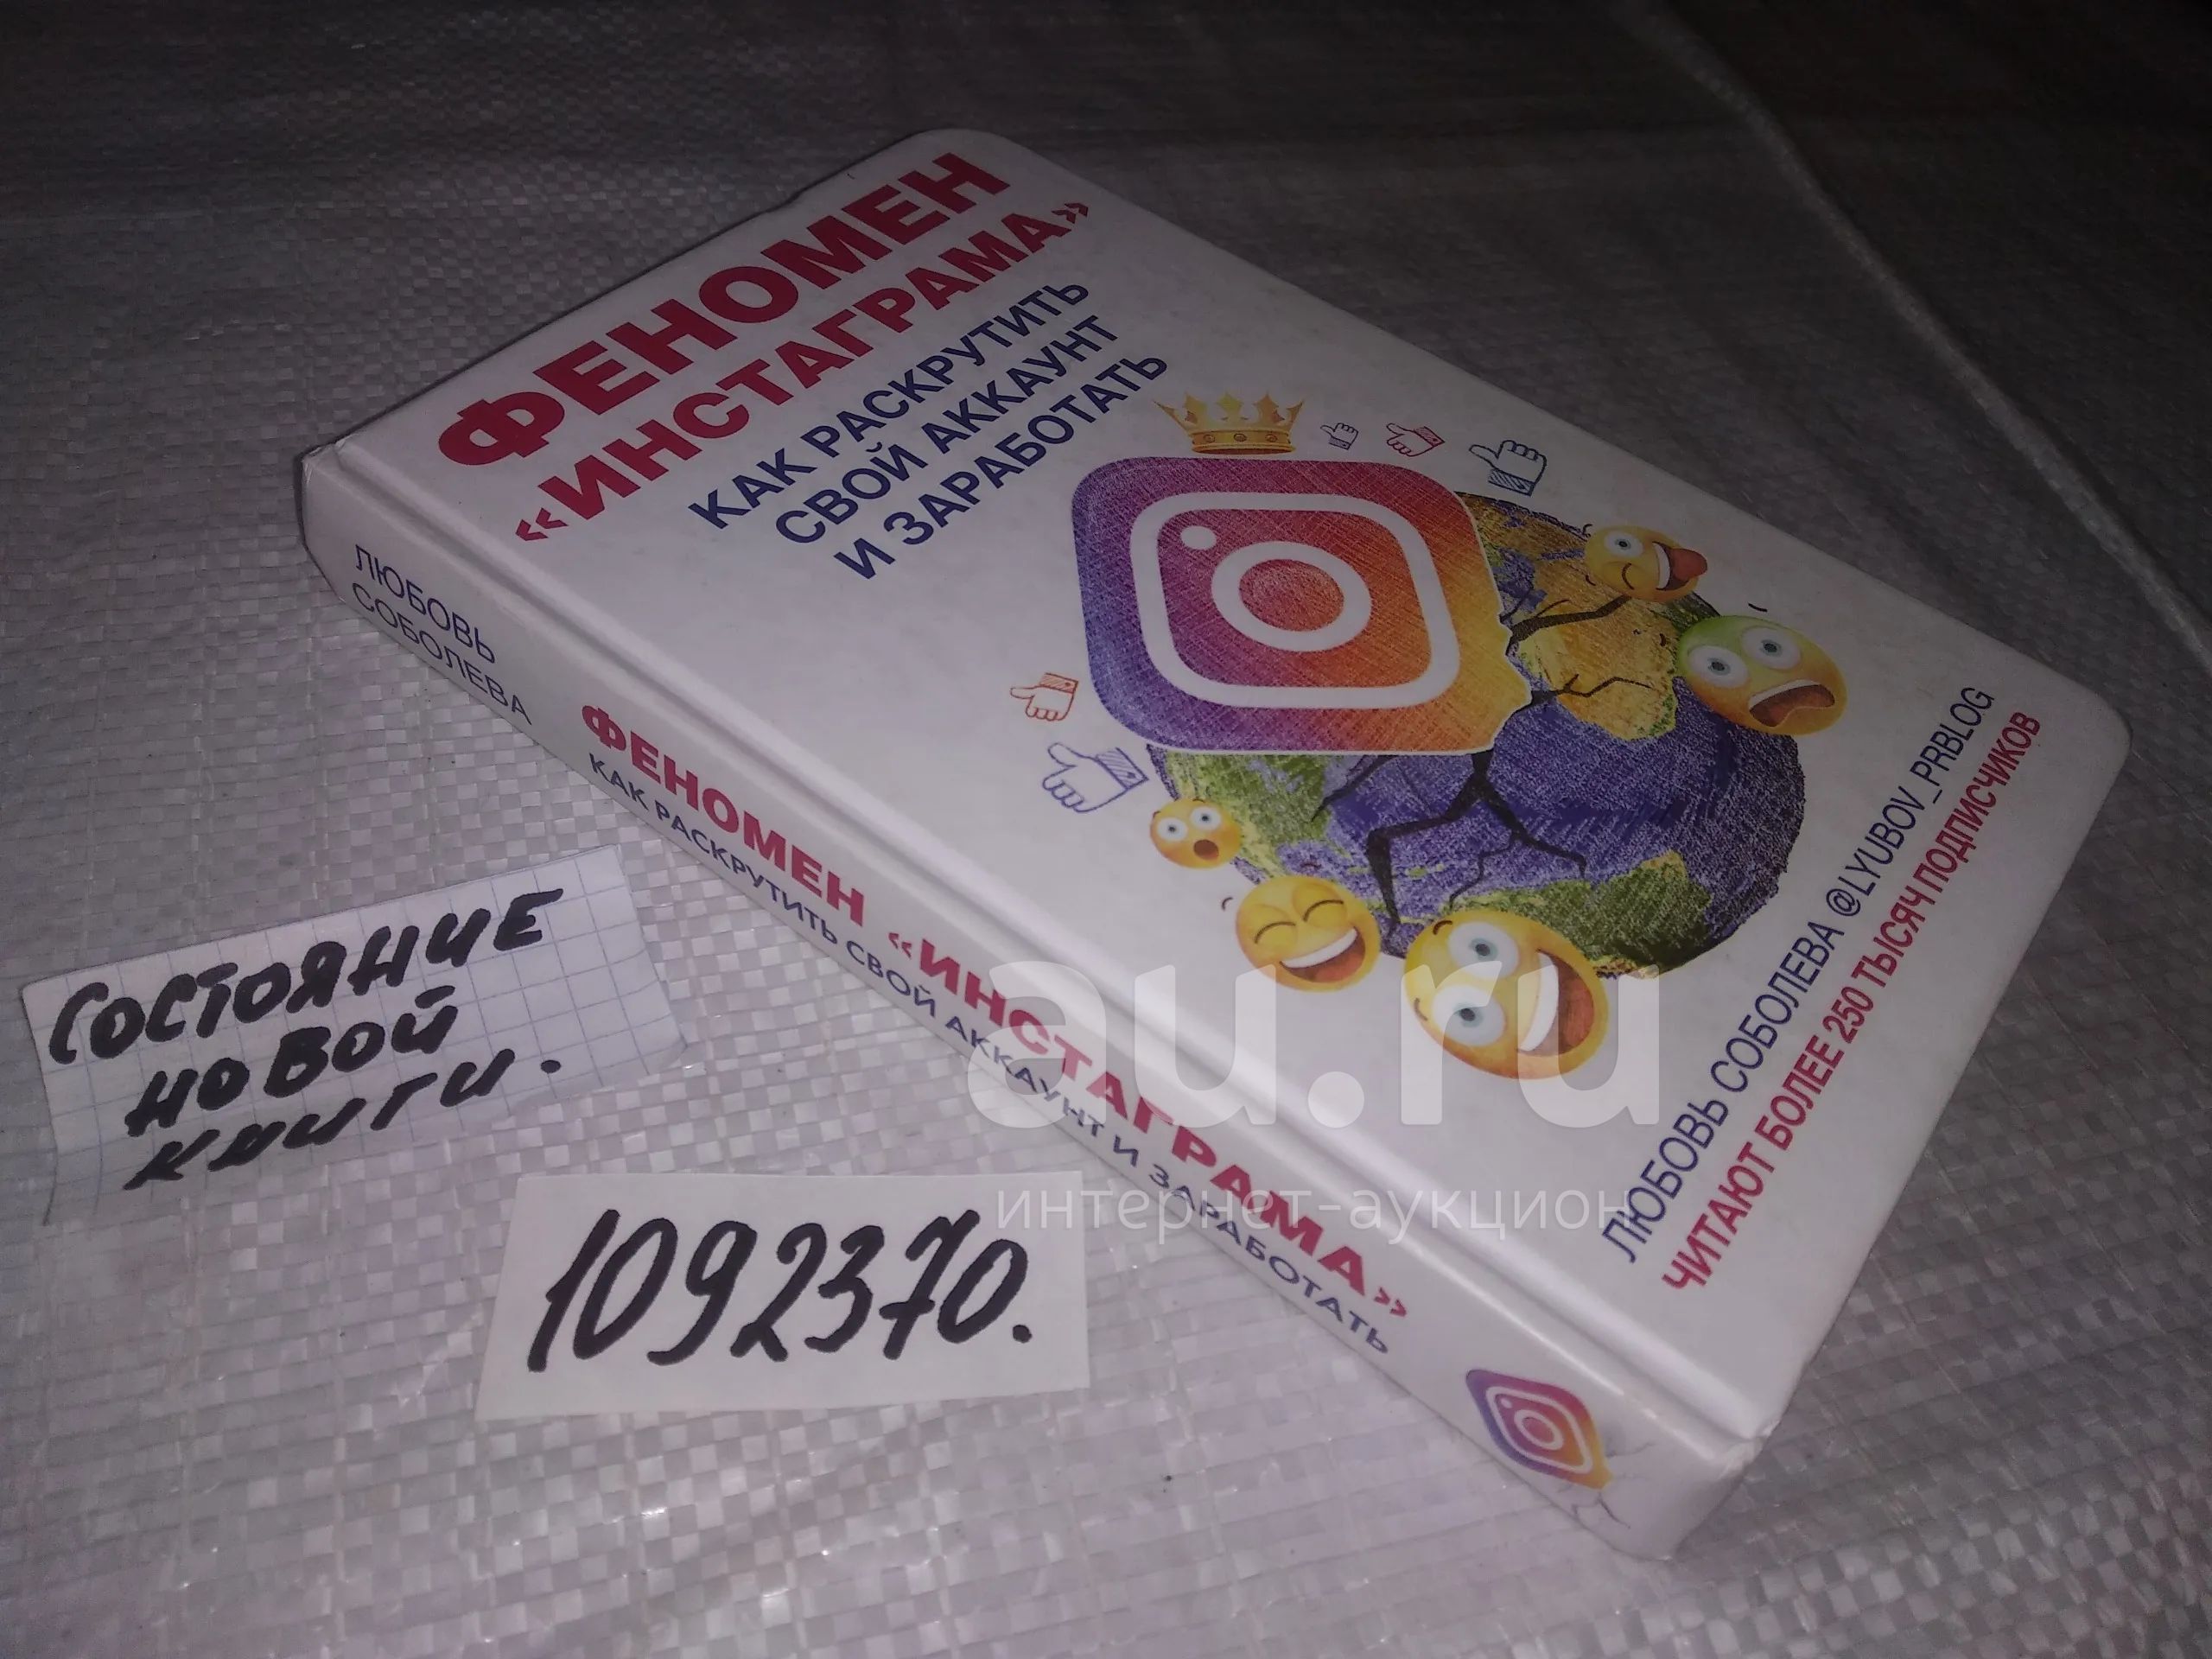 ФЕНОМЕН
«ИНСТАГРАМА»
КАК РАСКРУТИТЬ
СВОЙ АККАУНТ
И ЗАРАБОТАТЬ
ЛЮБОВЬ СОБОЛЕВА @LYUBOV_PRBLOG
ЧИТАЮТ БОЛЕЕ 250 ТЫСЯЧ ПОДПИСЧИКОВ
ЛЮБОВЬ
СОБОЛЕВА
ФЕНОМЕН «ИНСТАГРАМА»
КАК РАСКРУТИТЬ СВОЙ АККАУНТ И ЗАРАБОТАТЬ
СОСТОЯНИЕ
НОВОЙ
КНИГИ.
1092370.
au.ru
интернет-аукцион